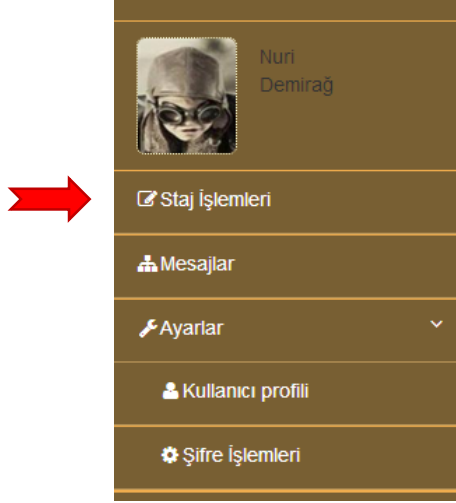 Nuri
Demirağ
Staj İşlemleri
Mesajlar
Ayarlar
Kullanıcı profili
Şifre İşlemleri